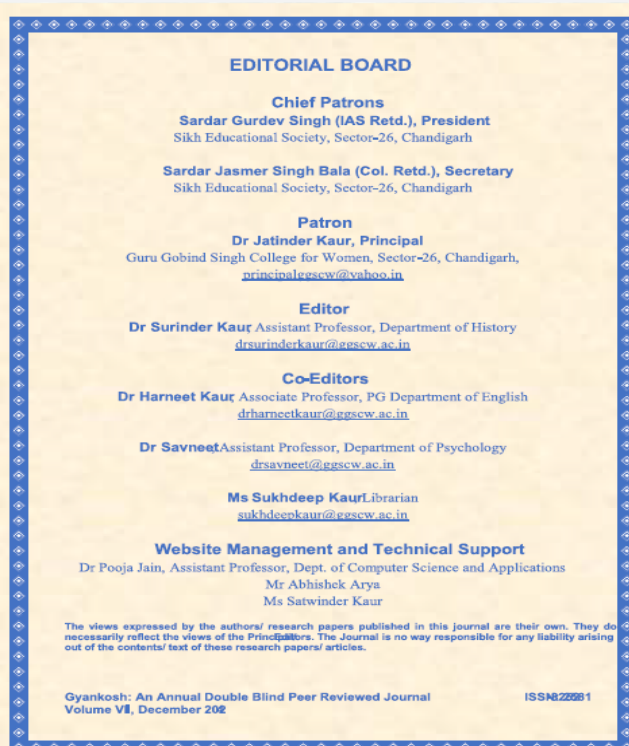 EDITORIAL BOARD
Chief Patrons
Sardar Gurdev Singh (IAS Retd.), President
Sikh Educational Society, Sector-26, Chandigarh
Sardar Jasmer Singh Bala (Col. Retd.), Secretary
Sikh Educational Society, Sector-26, Chandigarh
Patron
Dr Jatinder Kaur, Principal
Guru Gobind Singh College for Women, Sector-26, Chandigarh,
principalggscw@yahoo.in
Editor
Dr Surinder Kaur, Assistant Professor, Department of History
drsurinderkaur@ggscw.ac.in
Co-Editors
Dr Harneet Kaur, Associate Professor, PG Department of English
drharneetkaur@ggscw.ac.in
Dr Savneet, Assistant Professor, Department of Psychology
drsavneet@ggscw.ac.in
Ms Sukhdeep Kaur, Librarian
sukhdeepkaur@ggscw.ac.in
Website Management and Technical Support
Dr Pooja Jain, Assistant Professor, Dept. of Computer Science and Applications
Mr Abhishek Arya
Ms Satwinder Kaur
The views expressed by the authors/ research papers published in this journal are their own. They do
necessarily reflect the views of the. The Journal is no way responsible for any liability arising
out of the contents/ text of these research papers/ articles.
Gyankosh: An Annual Double Blind Peer Reviewed Journal
Volume, December